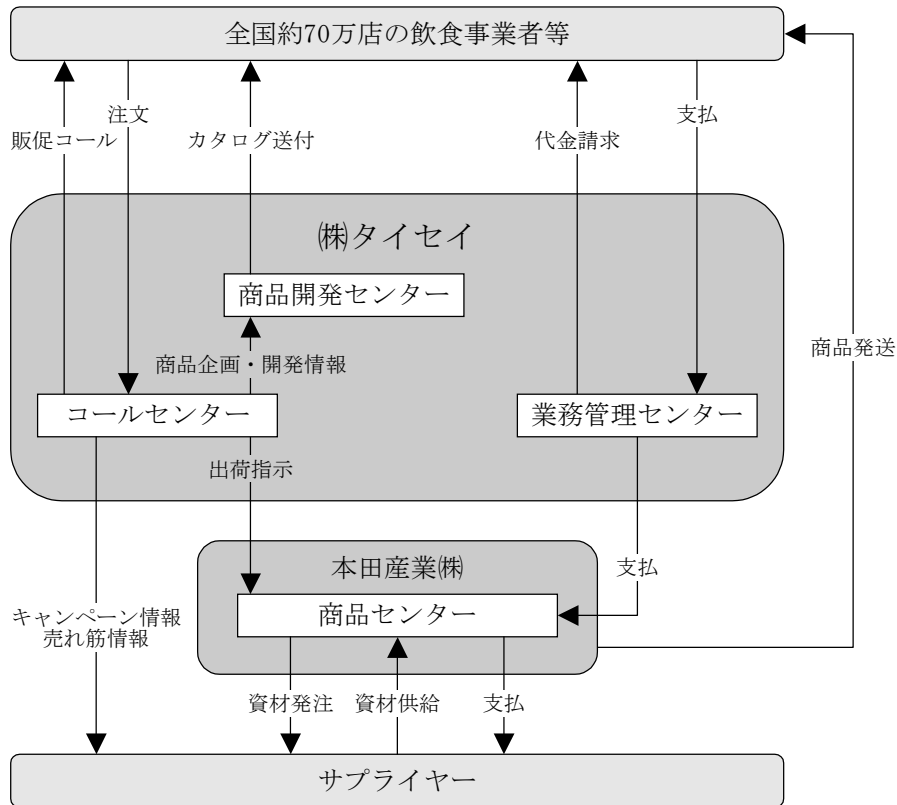 全国約70万店の飲食事業者等
注文
支払
販促コール
カタログ送付
代金請求
㈱タイセイ
商品開発センター
商品発送
商品企画・開発情報
コールセンター
業務管理センター
出荷指示
本田産業㈱
支払
商品センター
キャンペーン情報
売れ筋情報
資材発注
資材供給
支払
サプライヤー